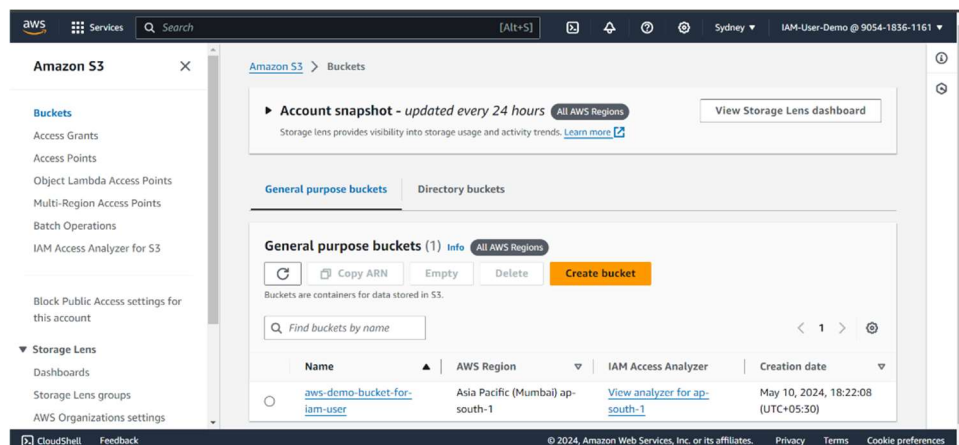 aws
Services
Search
[Alt+S]
Sydney
IAM-User-Demo @ 9054-1836-1161
Amazon S3
Buckets
Access Grants
Access Points
Object Lambda Access Points
Multi-Region Access Points
Batch Operations
IAM Access Analyzer for S3
Block Public Access settings for
this account
Storage Lens
Dashboards
Storage Lens groups
AWS Organizations settings
Amazon S3 > Buckets
Account snapshot - updated every 24 hours All AWS Regions
Storage lens provides visibility into storage usage and activity trends. Learn more
View Storage Lens dashboard
General purpose buckets
Directory buckets
General purpose buckets (1) Info All AWS Regions
Copy ARN
Empty
Delete
Create bucket
Buckets are containers for data stored in S3.
Find buckets by name
< 1 >
Name
AWS Region
IAM Access Analyzer
Creation date
aws-demo-bucket-for-
iam-user
Asia Pacific (Mumbai) ap-
south-1
View analyzer for ap-
south-1
May 10, 2024, 18:22:08
(UTC+05:30)
CloudShell
Feedback
© 2024, Amazon Web Services, Inc. or its affiliates.
Privacy
Terms
Cookie preferences